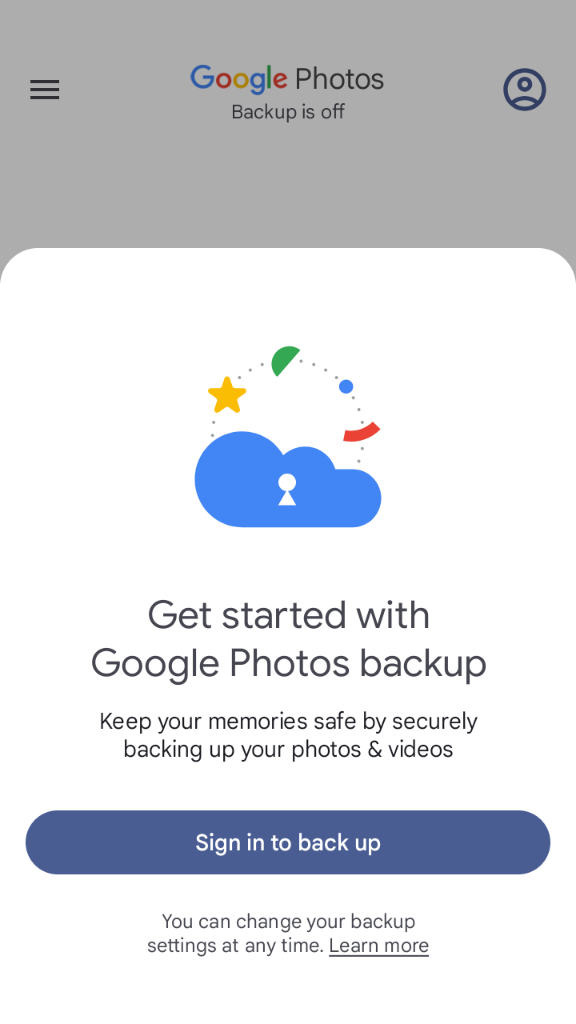 Google Photos
Backup is off
Get started with
Google Photos backup
Keep your memories safe by securely
backing up your photos & videos
Sign in to back up
You can change your backup
settings at any time. Learn more